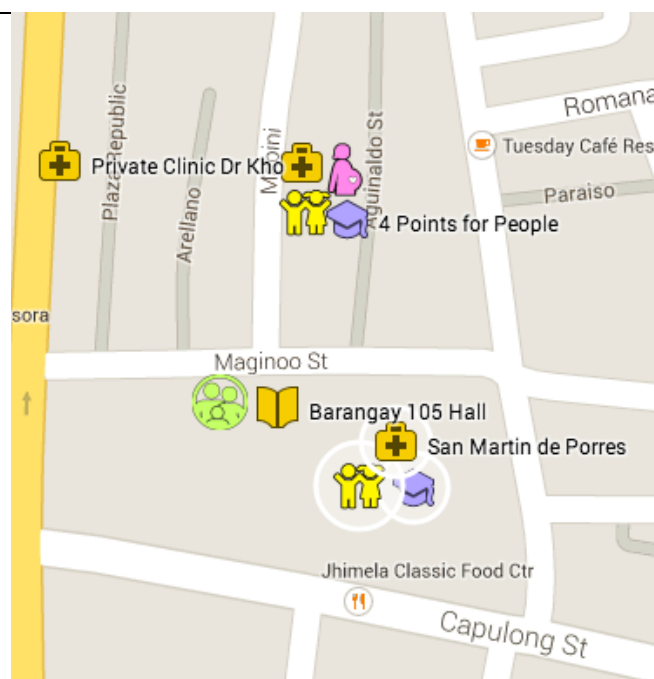 Romana
Tuesday Café Res
Plaza Republic
Mabini
Aguinaldo St
Private Clinic Dr Kho
Paraiso
Arellano
4 Points for People
sora
Maginoo St
Barangay 105 Hall
San Martin de Porres
Jhimela Classic Food Ctr
Capulong St